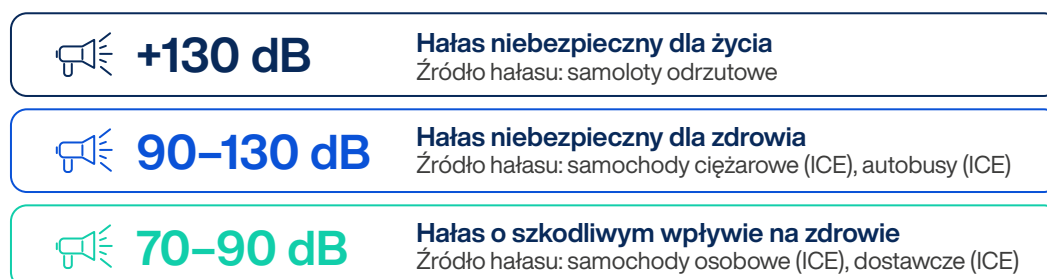 +130 dB
Hałas niebezpieczny dla życia
Źródło hałasu: samoloty odrzutowe
90–130 dB
Hałas niebezpieczny dla zdrowia
Źródło hałasu: samochody ciężarowe (ICE), autobusy (ICE)
70–90 dB
Hałas o szkodliwym wpływie na zdrowie
Źródło hałasu: samochody osobowe (ICE), dostawcze (ICE)